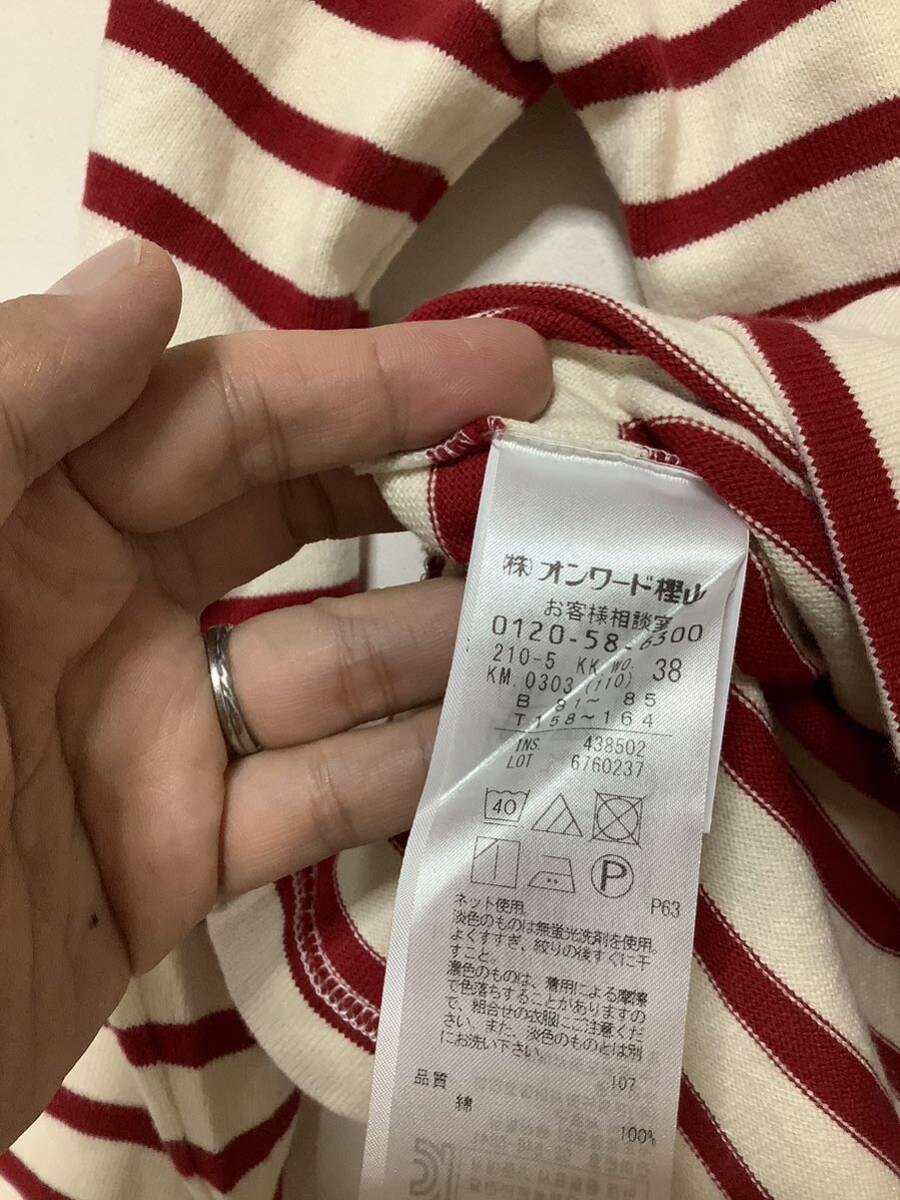 (株)オンワード樫山
お客様相談室
0120-58-6300
210-5 KK NO. 38
KM. 0303 (110)
B 91～ 85
T 158～164
INS. 438502
LOT 6760237
40
P
P63
ネット使用。
淡色のものは無蛍光洗剤を使用。
よくすすぎ、絞りの後すぐに干
すこと。
濃色のものは、着用による摩擦
で色落ちすることがありますの
で、組合せの衣服にご注意くだ
さい。また、淡色のものとは別
にお洗い下さい。
107
品質
綿 100%